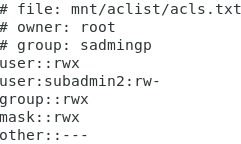 # file: mnt/aclist/acls.txt
# owner: root
# group: sadmingp
user::rwx
user:subadmin2:rw-
group::rwx
mask::rwx
other::---